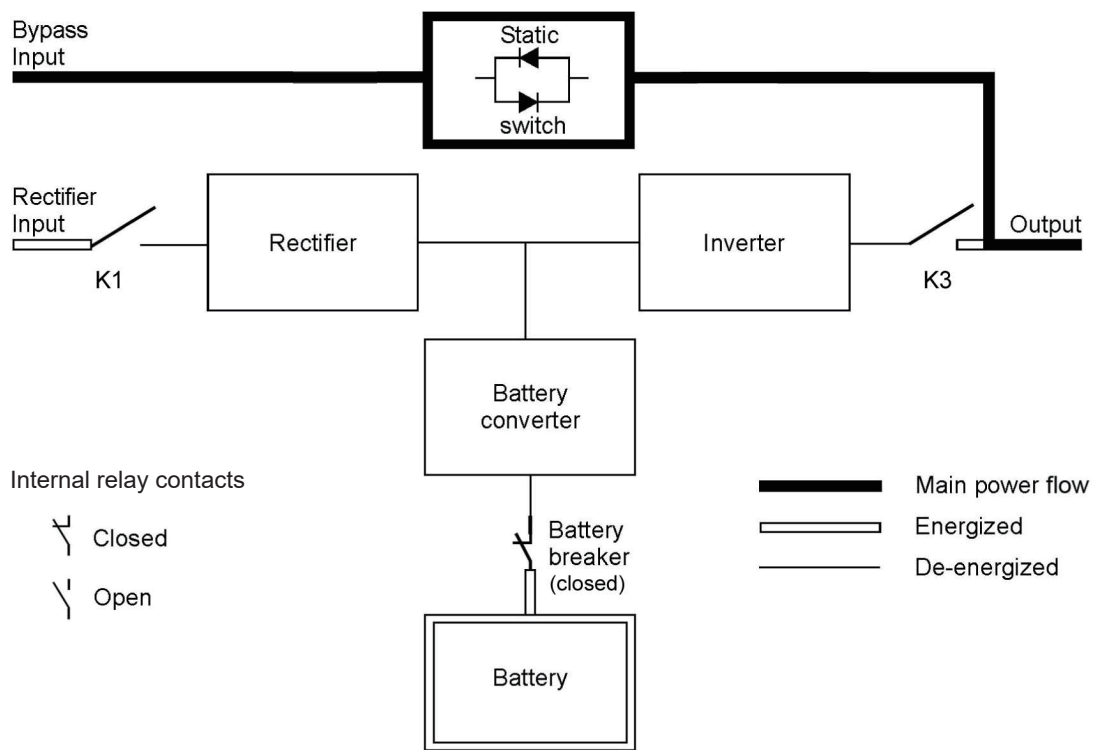 Bypass
Input
Static
switch
Rectifier
Input
K1
Rectifier
Inverter
K3
Output
Battery
converter
Internal relay contacts
Closed
Open
Battery
breaker
(closed)
Battery
Main power flow
Energized
De-energized